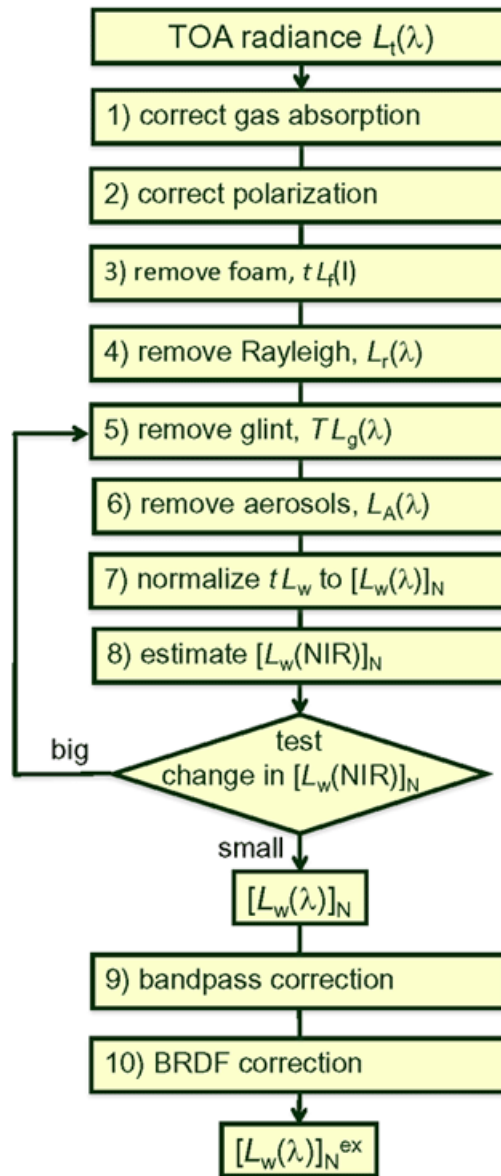 TOA radiance Lt(λ)
1) correct gas absorption
2) correct polarization
3) remove foam, t Lf(l)
4) remove Rayleigh, Lr(λ)
5) remove glint, T Lg(λ)
6) remove aerosols, LA(λ)
7) normalize t Lw to [Lw(λ)]N
8) estimate [Lw(NIR)]N
big
test
change in [Lw(NIR)]N
small
[Lw(λ)]N
9) bandpass correction
10) BRDF correction
[Lw(λ)]N ex